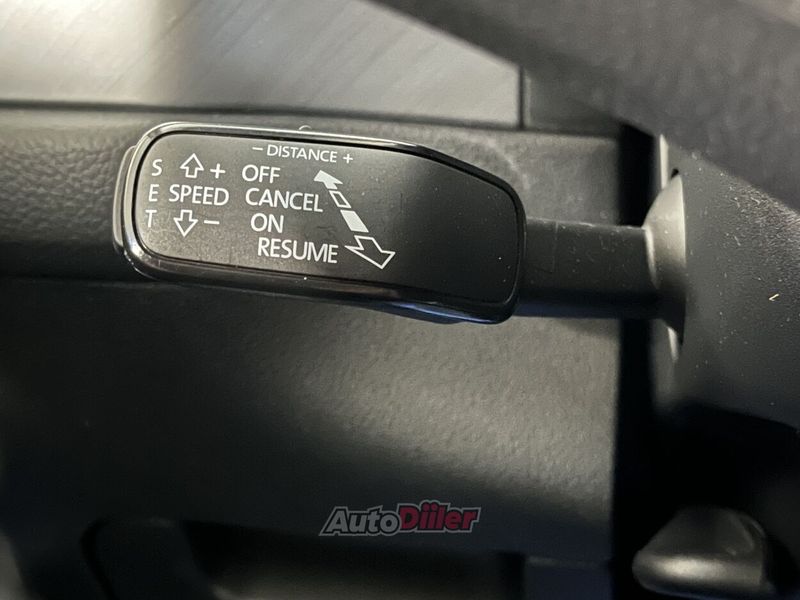 - DISTANCE +
S + OFF
E SPEED CANCEL
T - ON
RESUME
AutoDiiler